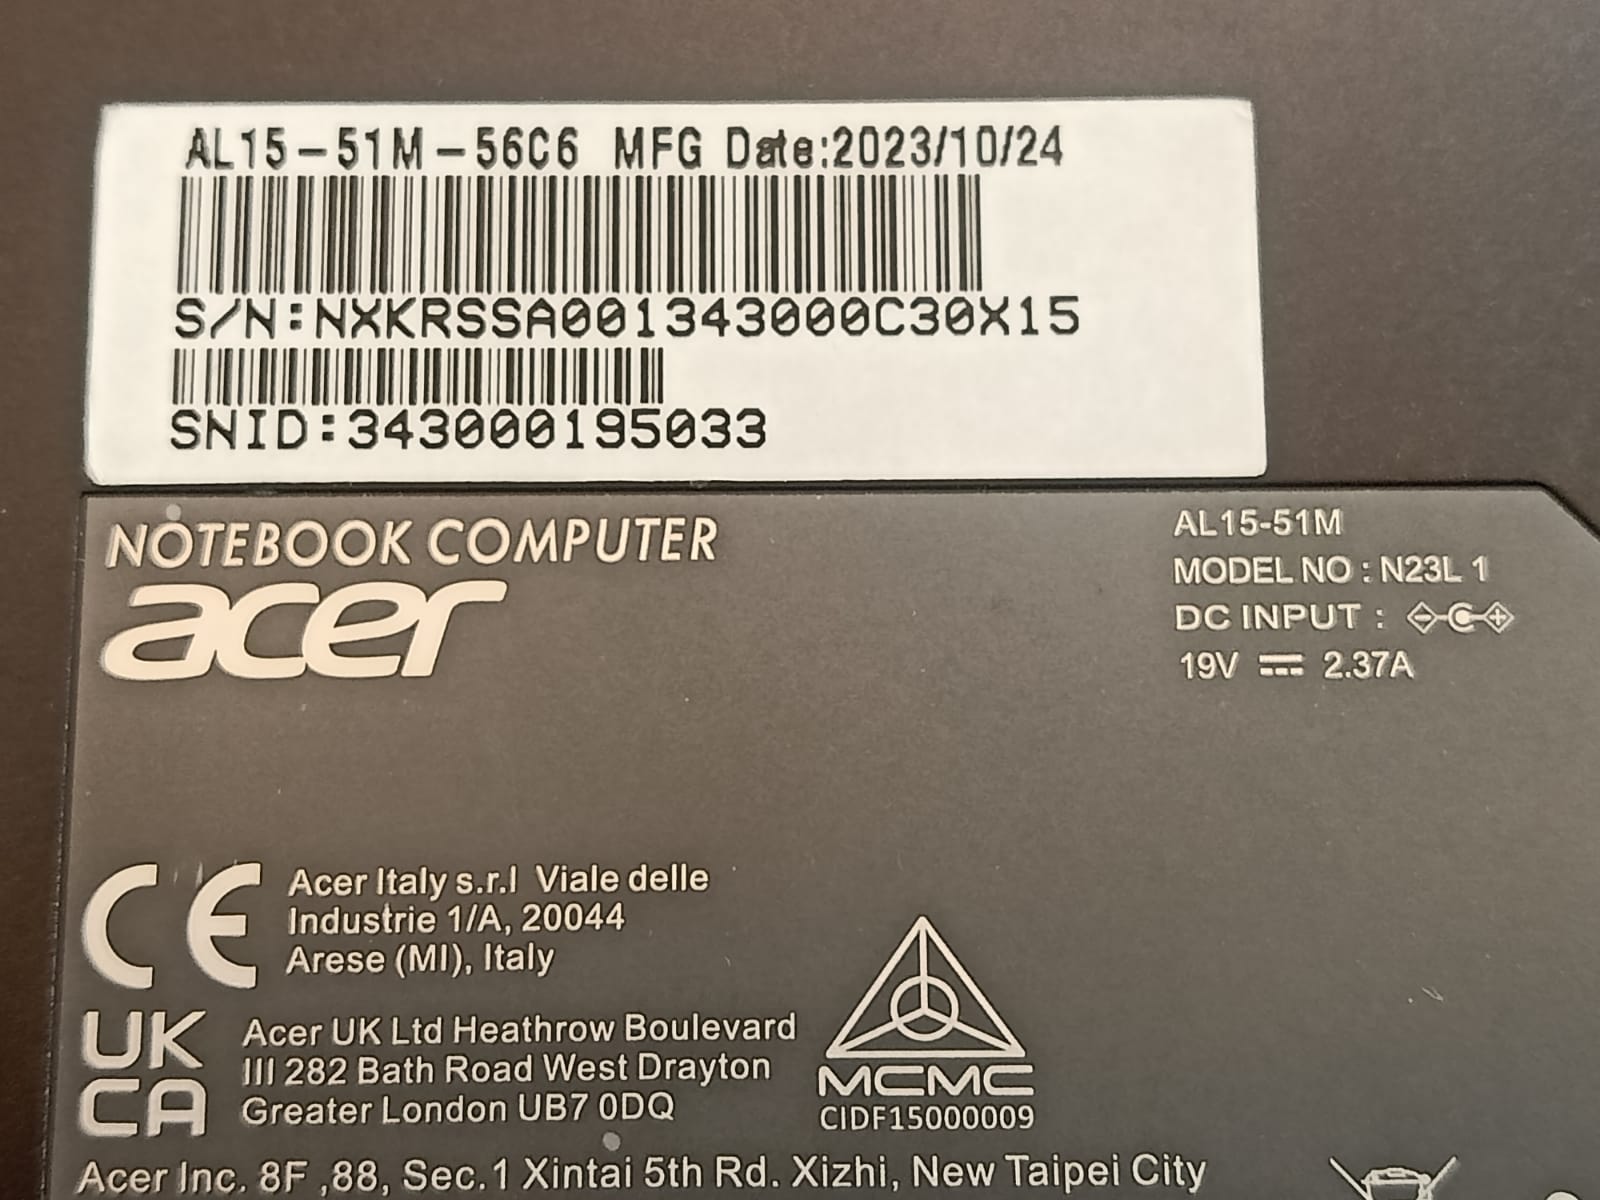 AL15-51M-56C6 MFG Date:2023/10/24
S/N:NXKRSSA001343000C30X15
SNID:343000195033
NOTEBOOK COMPUTER
acer
AL15-51M
MODEL NO : N23L 1
DC INPUT :
19V 2.37A
CE
Acer Italy s.r.l Viale delle
Industrie 1/A, 20044
Arese (MI), Italy
UK
CA
Acer UK Ltd Heathrow Boulevard
III 282 Bath Road West Drayton
Greater London UB7 0DQ
MCMC
CIDF15000009
Acer Inc. 8F ,88, Sec.1 Xintai 5th Rd. Xizhi, New Taipei City